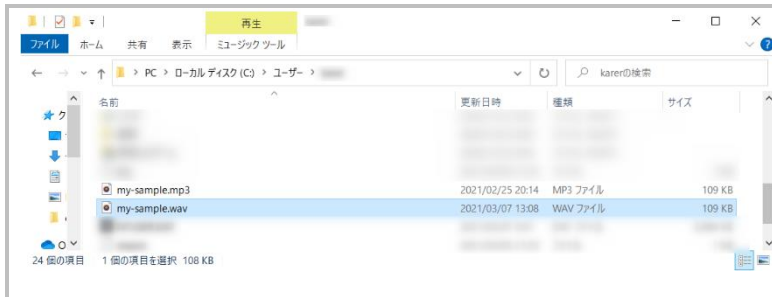 再生
ファイル ホーム 共有 表示 ミュージック ツール
PC > ローカル ディスク (C:) > ユーザー >
karerの検索
名前 更新日時 種類 サイズ
ク
my-sample.mp3 2021/02/25 20:14 MP3 ファイル 109 KB
my-sample.wav 2021/03/07 13:08 WAV ファイル 109 KB
O
24 個の項目 1 個の項目を選択 108 KB